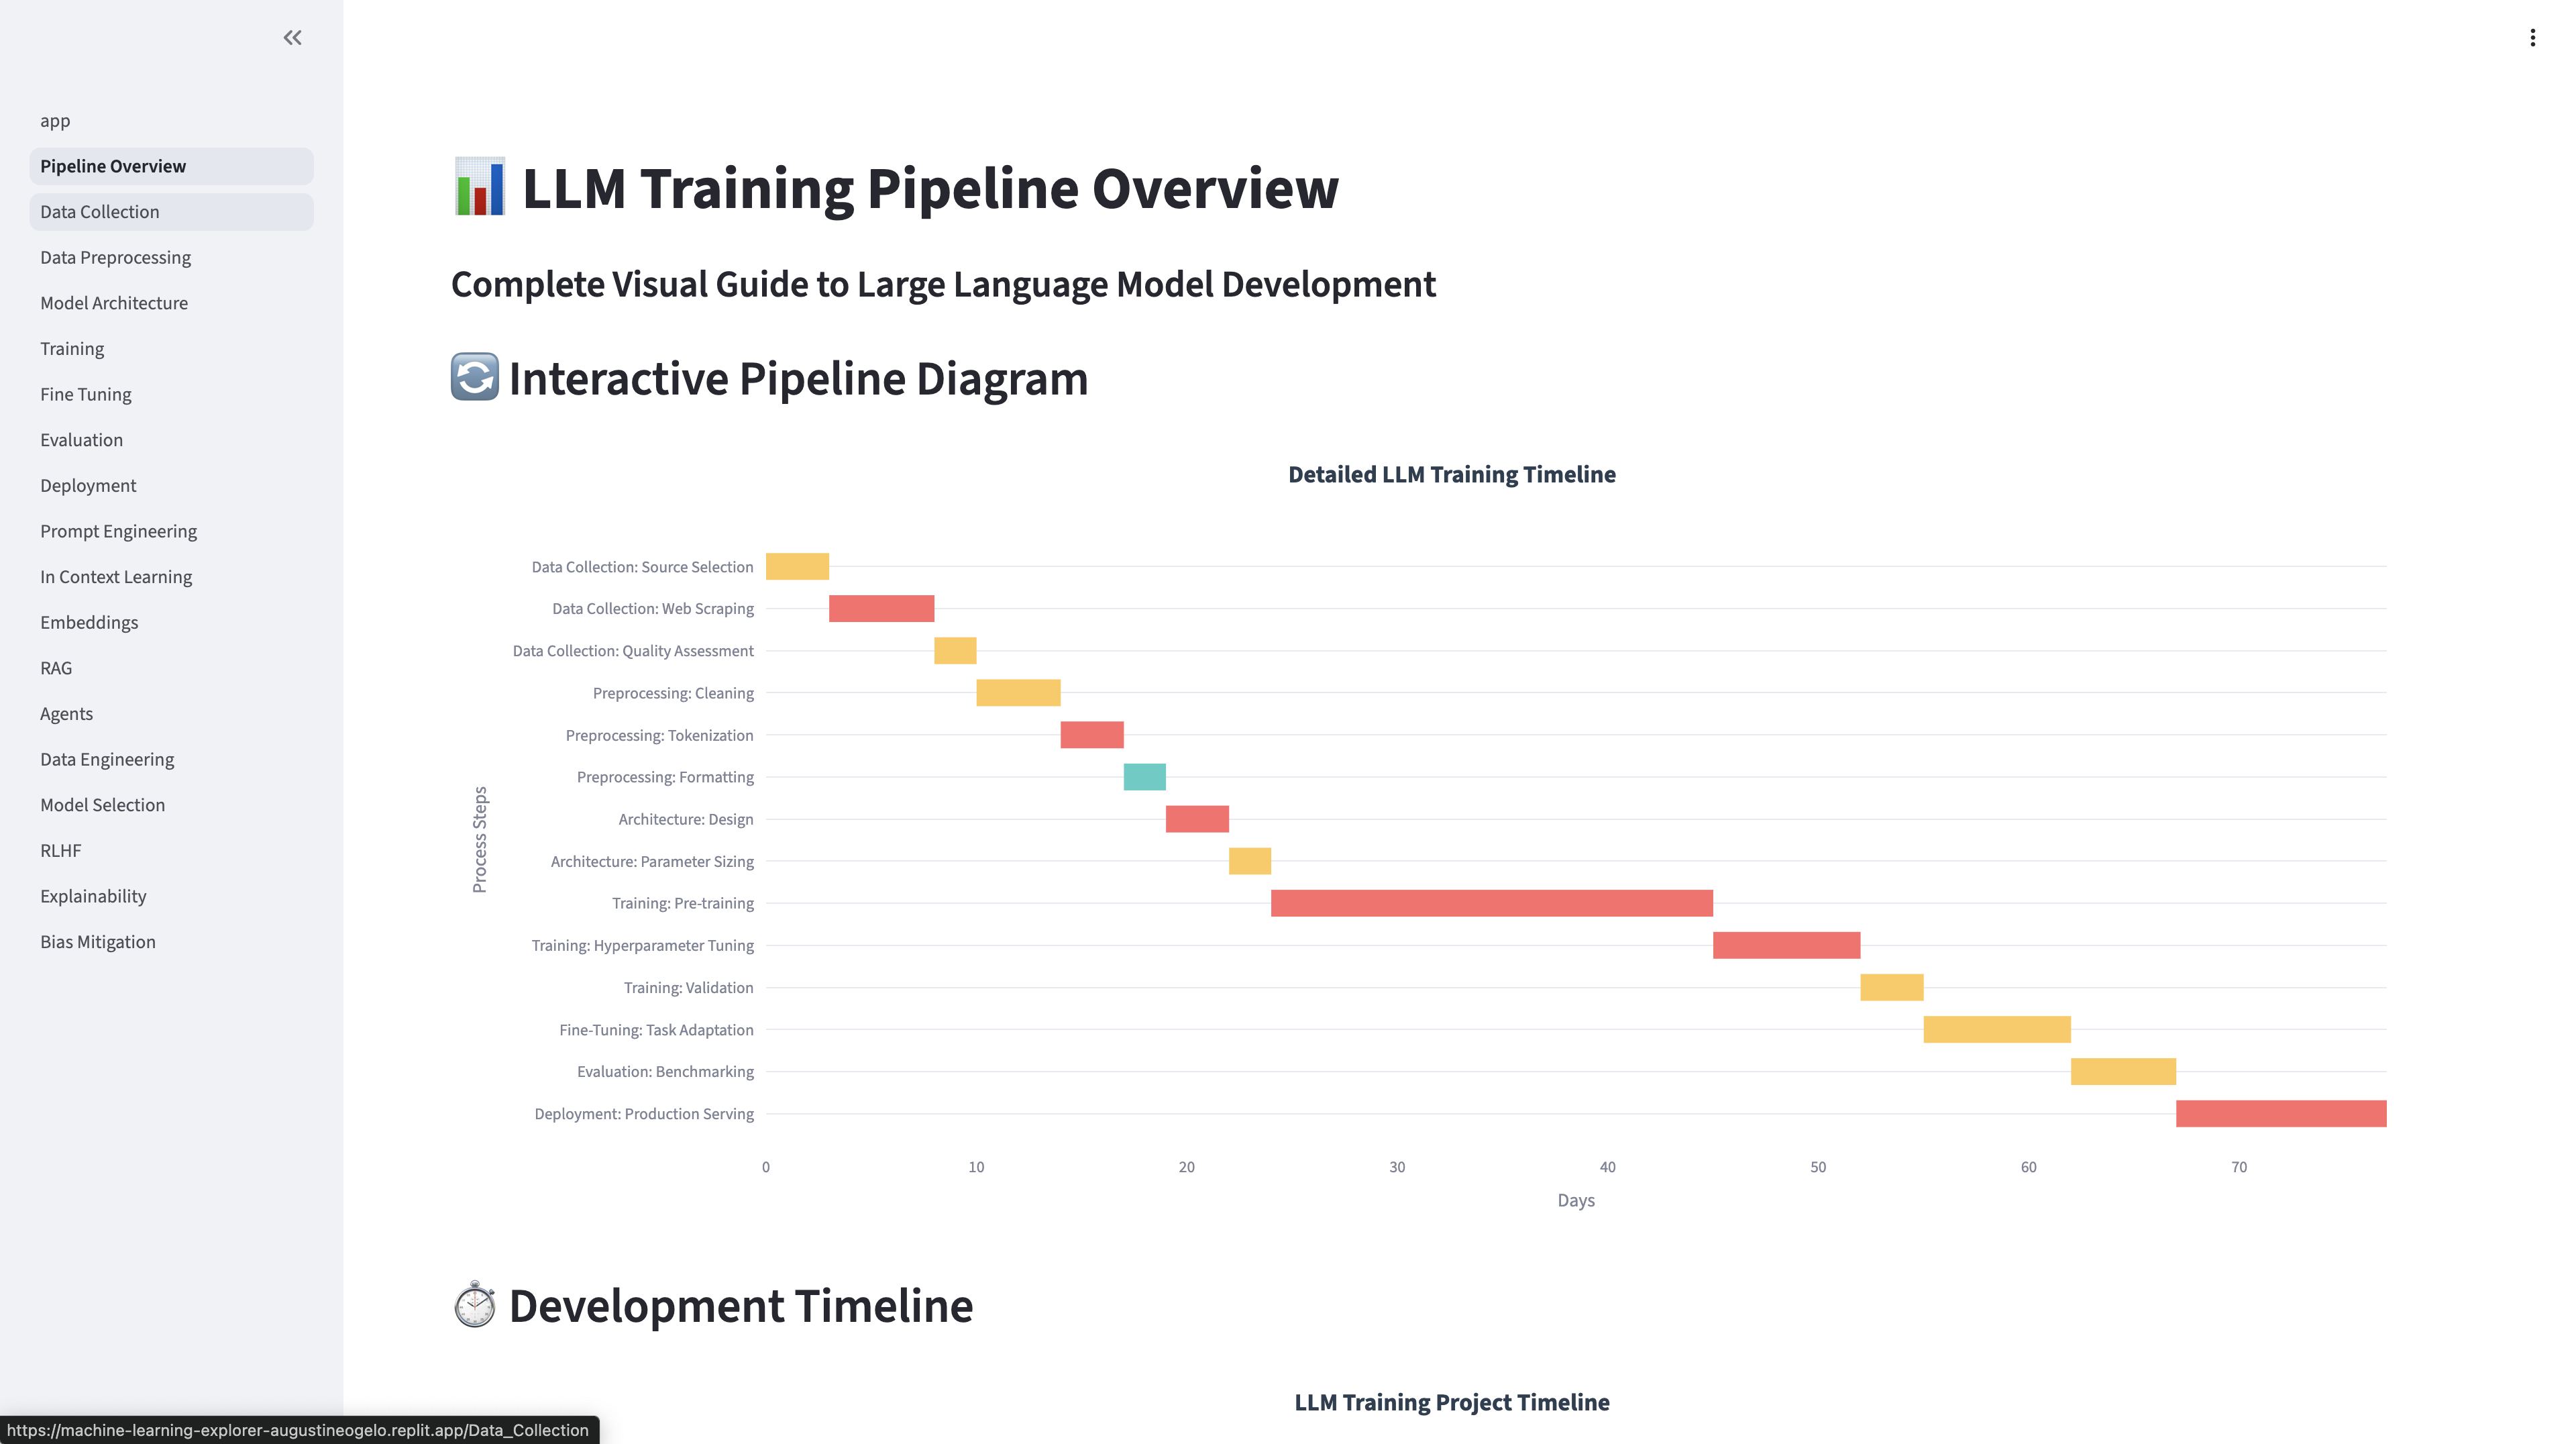 app
Pipeline Overview
Data Collection
Data Preprocessing
Model Architecture
Training
Fine Tuning
Evaluation
Deployment
Prompt Engineering
In Context Learning
Embeddings
RAG
Agents
Data Engineering
Model Selection
RLHF
Explainability
Bias Mitigation
LLM Training Pipeline Overview
Complete Visual Guide to Large Language Model Development
Interactive Pipeline Diagram
Detailed LLM Training Timeline
Process Steps
Data Collection: Source Selection
Data Collection: Web Scraping
Data Collection: Quality Assessment
Preprocessing: Cleaning
Preprocessing: Tokenization
Preprocessing: Formatting
Architecture: Design
Architecture: Parameter Sizing
Training: Pre-training
Training: Hyperparameter Tuning
Training: Validation
Fine-Tuning: Task Adaptation
Evaluation: Benchmarking
Deployment: Production Serving
0 10 20 30 40 50 60 70
Days
Development Timeline
LLM Training Project Timeline
https://machine-learning-explorer-augustineogelo.replit.app/Data_Collection